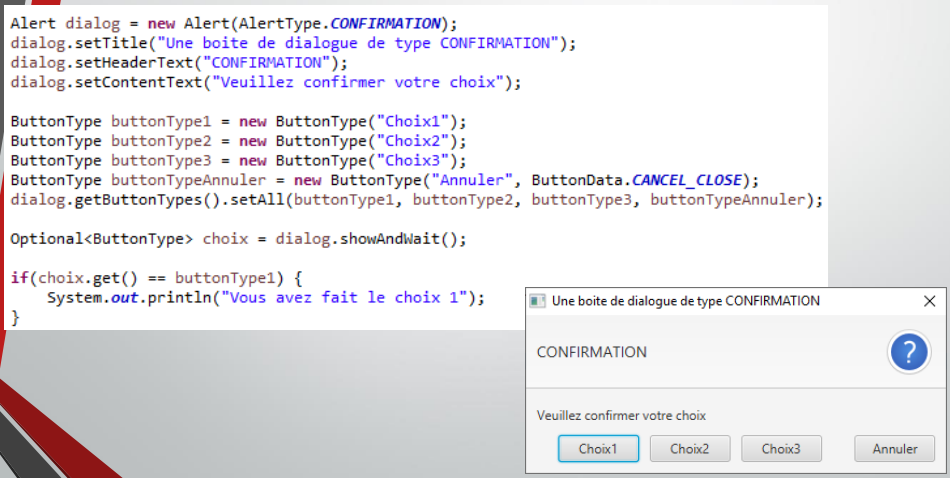 Alert dialog = new Alert(AlertType.CONFIRMATION);
dialog.setTitle("Une boite de dialogue de type CONFIRMATION");
dialog.setHeaderText("CONFIRMATION");
dialog.setContentText("Veuillez confirmer votre choix");
ButtonType buttonType1 = new ButtonType("Choix1");
ButtonType buttonType2 = new ButtonType("Choix2");
ButtonType buttonType3 = new ButtonType("Choix3");
ButtonType buttonTypeAnnuler = new ButtonType("Annuler", ButtonData.CANCEL_CLOSE);
dialog.getButtonTypes().setAll(buttonType1, buttonType2, buttonType3, buttonTypeAnnuler);
Optional<ButtonType> choix = dialog.showAndWait();
if(choix.get() == buttonType1) {
    System.out.println("Vous avez fait le choix 1");
}
Une boite de dialogue de type CONFIRMATION
CONFIRMATION
?
Veuillez confirmer votre choix
Choix1 Choix2 Choix3 Annuler